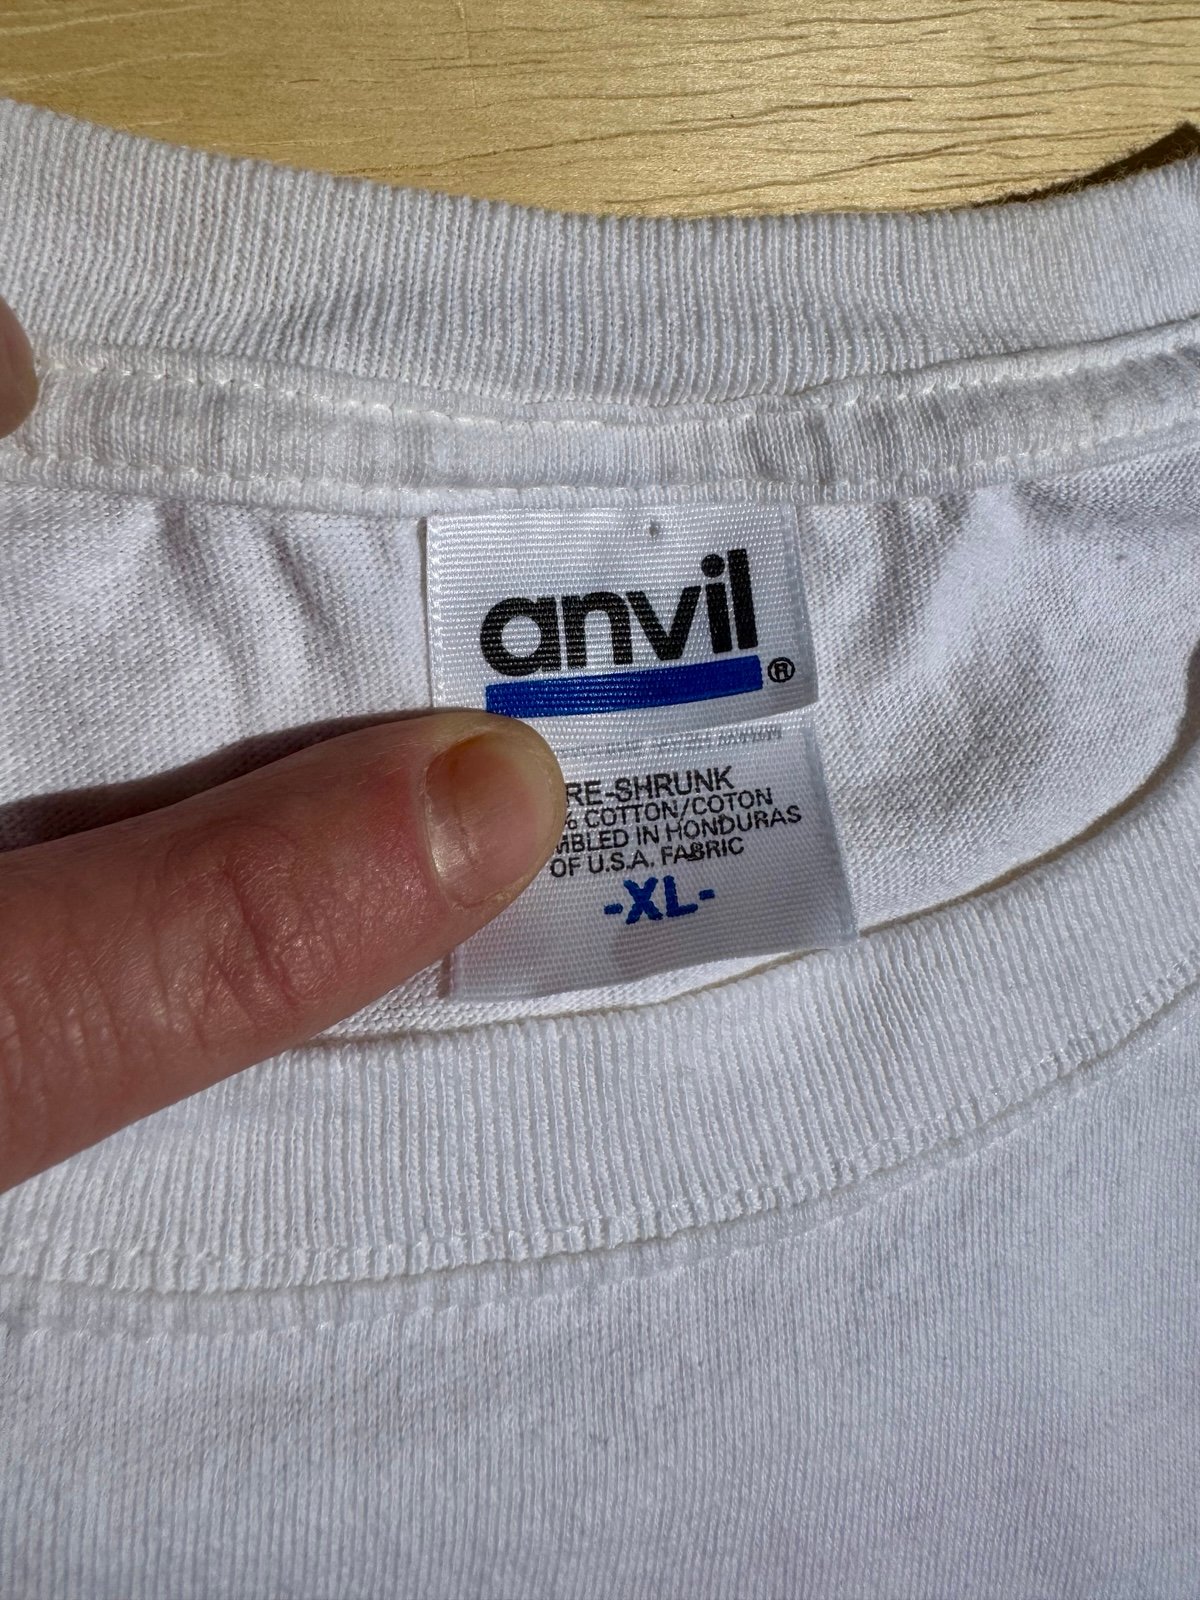 anvil®
RE-SHRUNK
% COTTON/COTON
MBLED IN HONDURAS
OF U.S.A. FABRIC
-XL-